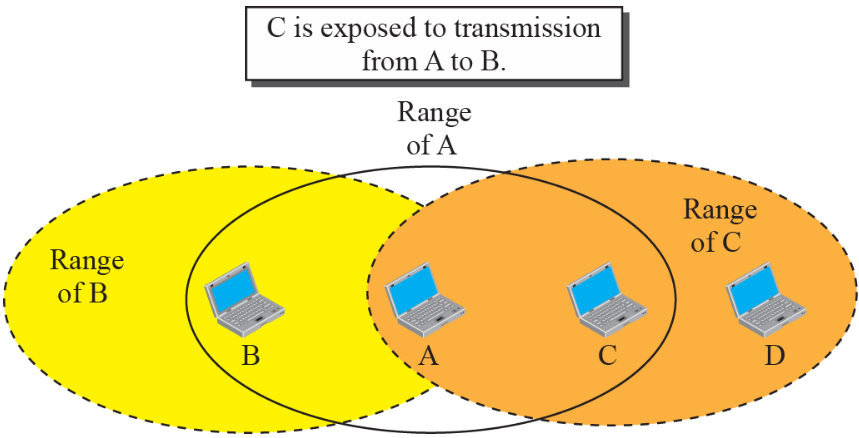 C is exposed to transmission
from A to B.
Range
of A
Range
of B
Range
of C
B
A
C
D